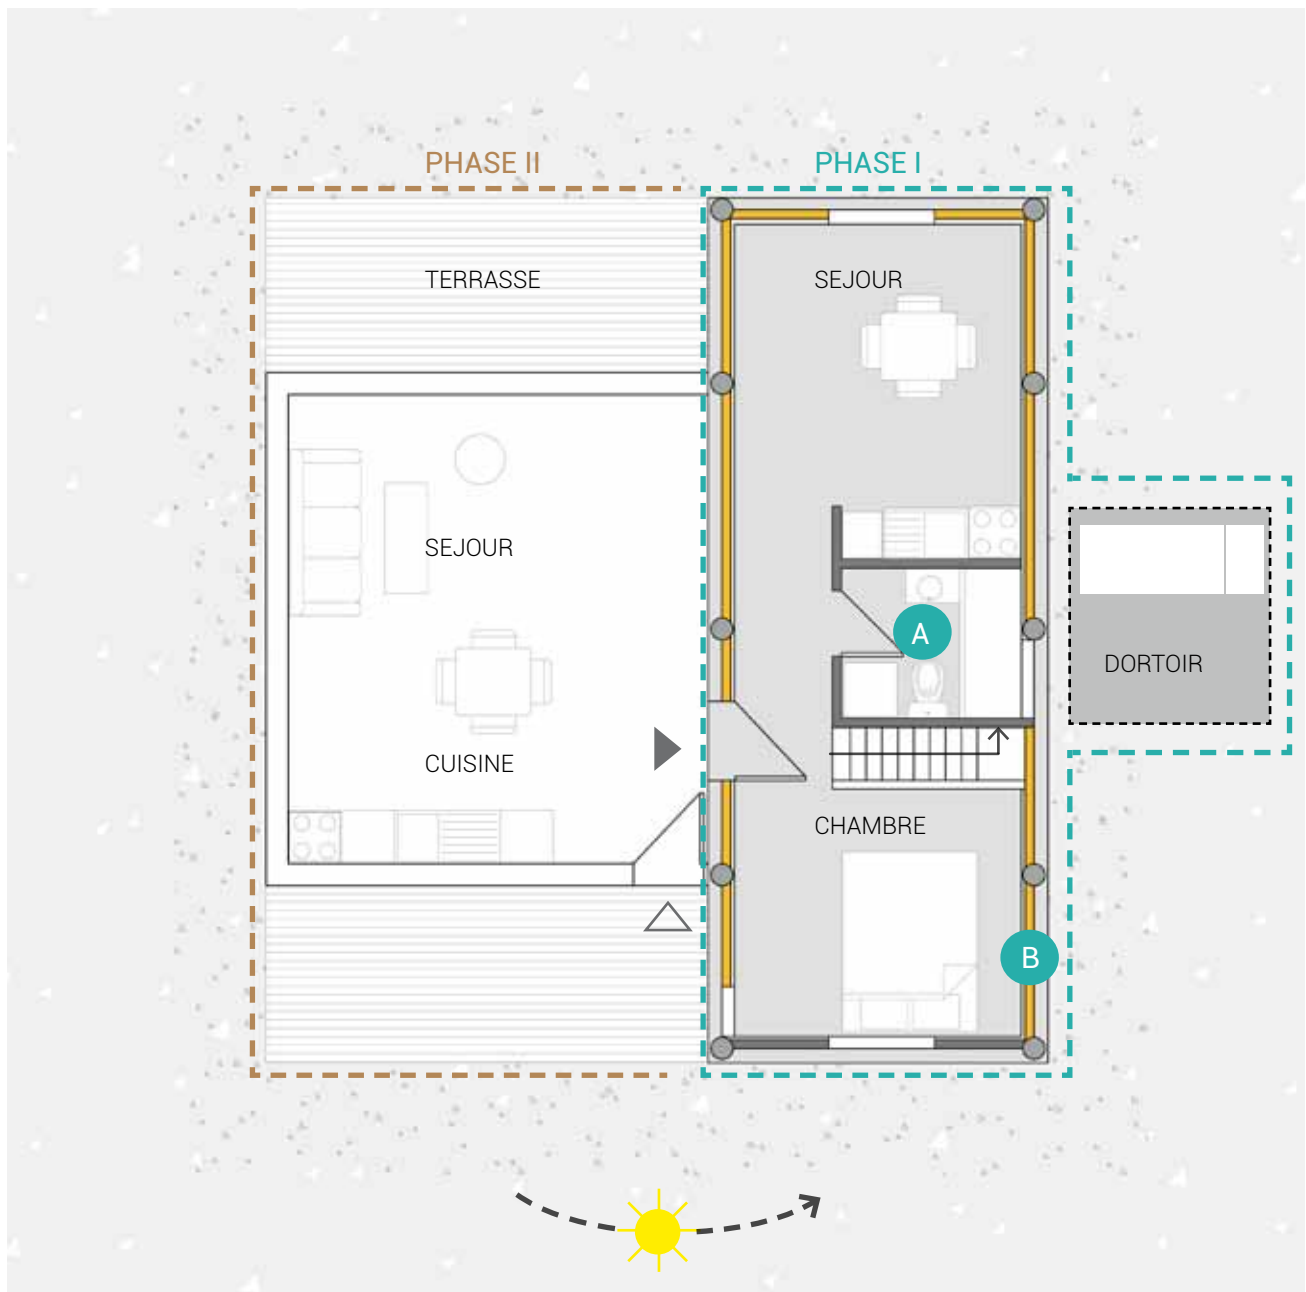 PHASE II
PHASE I
TERRASSE
SEJOUR
SEJOUR
A
DORTOIR
CUISINE
CHAMBRE
B